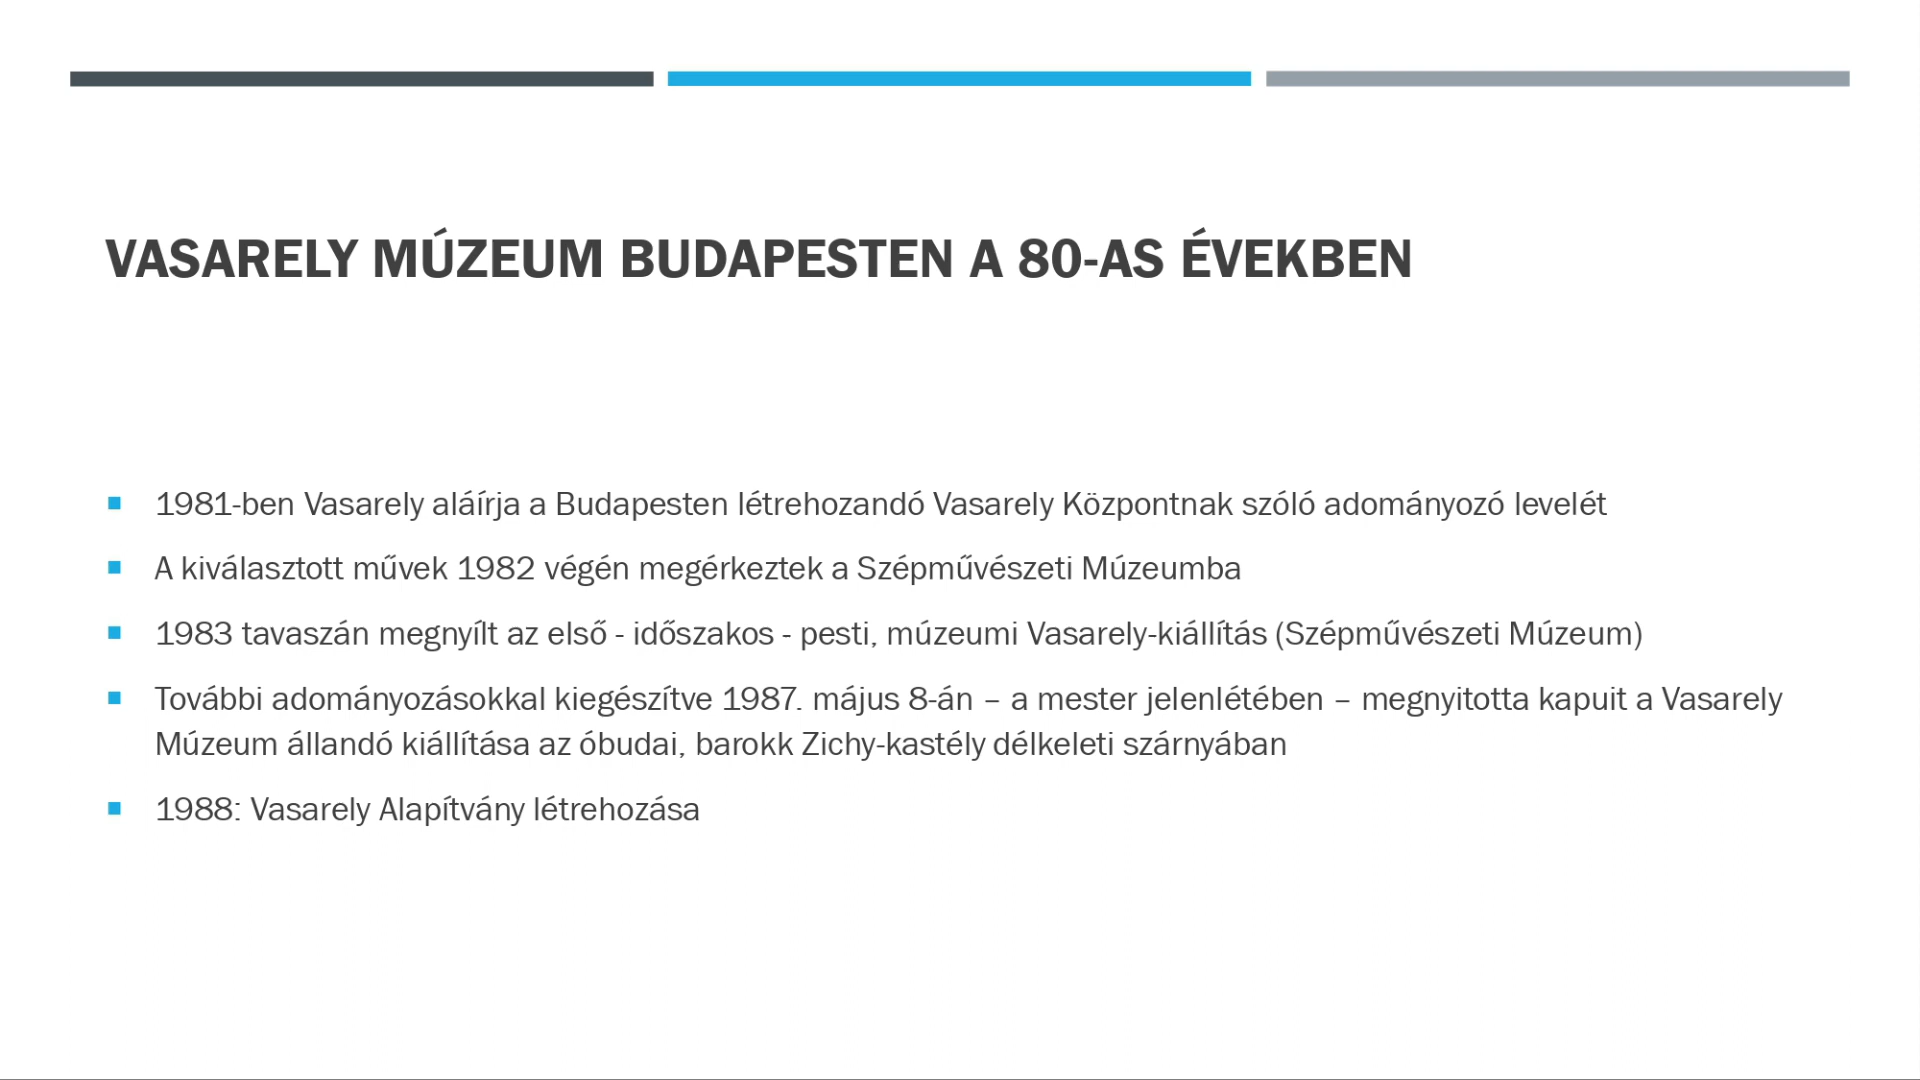 VASARELY MÚZEUM BUDAPESTEN A 80-AS ÉVEKBEN
1981-ben Vasarely aláírja a Budapesten létrehozandó Vasarely Központnak szóló adományozó levelét
A kiválasztott művek 1982 végén megérkeztek a Szépművészeti Múzeumba
1983 tavaszán megnyílt az első - időszakos - pesti, múzeumi Vasarely-kiállítás (Szépművészeti Múzeum)
További adományozásokkal kiegészítve 1987. május 8-án – a mester jelenlétében – megnyitotta kapuit a Vasarely
Múzeum állandó kiállítása az óbudai, barokk Zichy-kastély délkeleti szárnyában
1988: Vasarely Alapítvány létrehozása